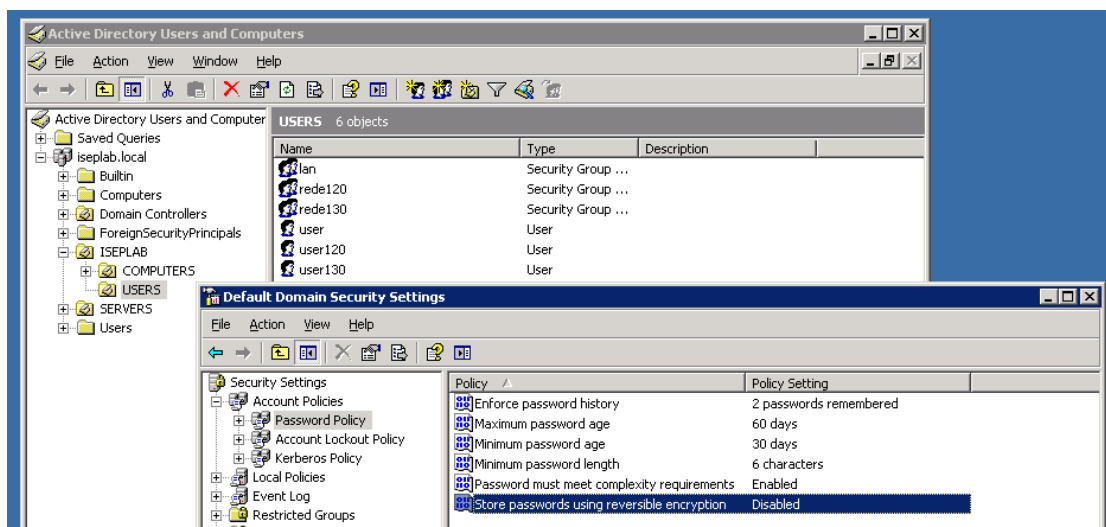 Active Directory Users and Computers
File Action View Window Help
Active Directory Users and Computer
Saved Queries
iseplab.local
Builtin
Computers
Domain Controllers
ForeignSecurityPrincipals
ISEPLAB
COMPUTERS
USERS
SERVERS
Users
USERS 6 objects
Name Type Description
lan Security Group ...
rede120 Security Group ...
rede130 Security Group ...
user User
user120 User
user130 User
Default Domain Security Settings
File Action View Help
Security Settings
Account Policies
Password Policy
Account Lockout Policy
Kerberos Policy
Local Policies
Event Log
Restricted Groups
Policy Policy Setting
Enforce password history 2 passwords remembered
Maximum password age 60 days
Minimum password age 30 days
Minimum password length 6 characters
Password must meet complexity requirements Enabled
Store passwords using reversible encryption Disabled